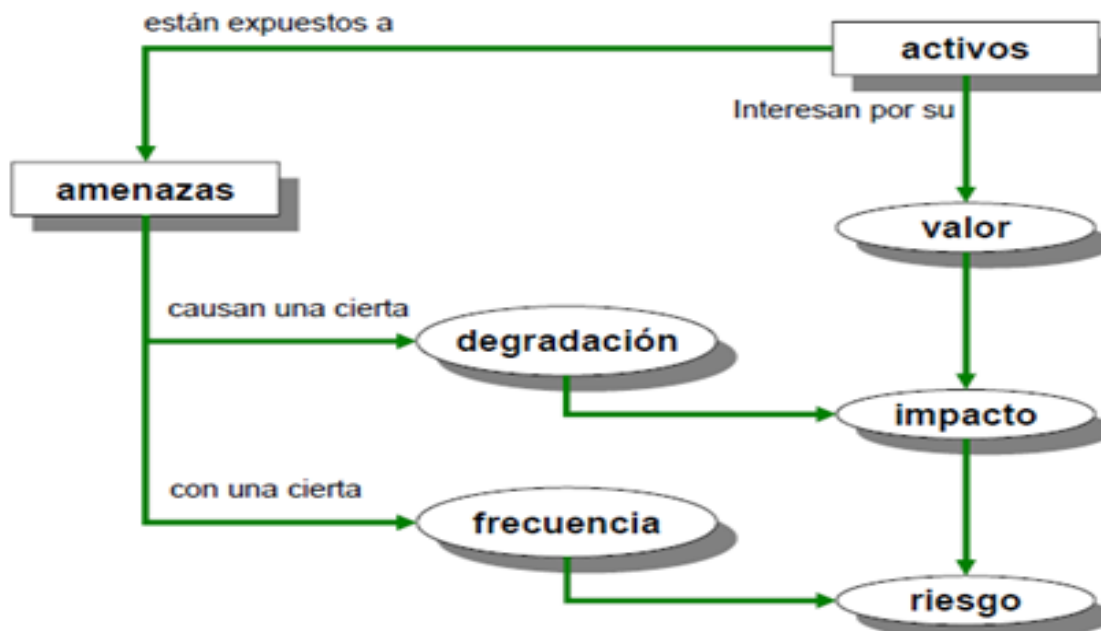 están expuestos a
activos
Interesan por su
amenazas
valor
causan una cierta
degradación
impacto
con una cierta
frecuencia
riesgo